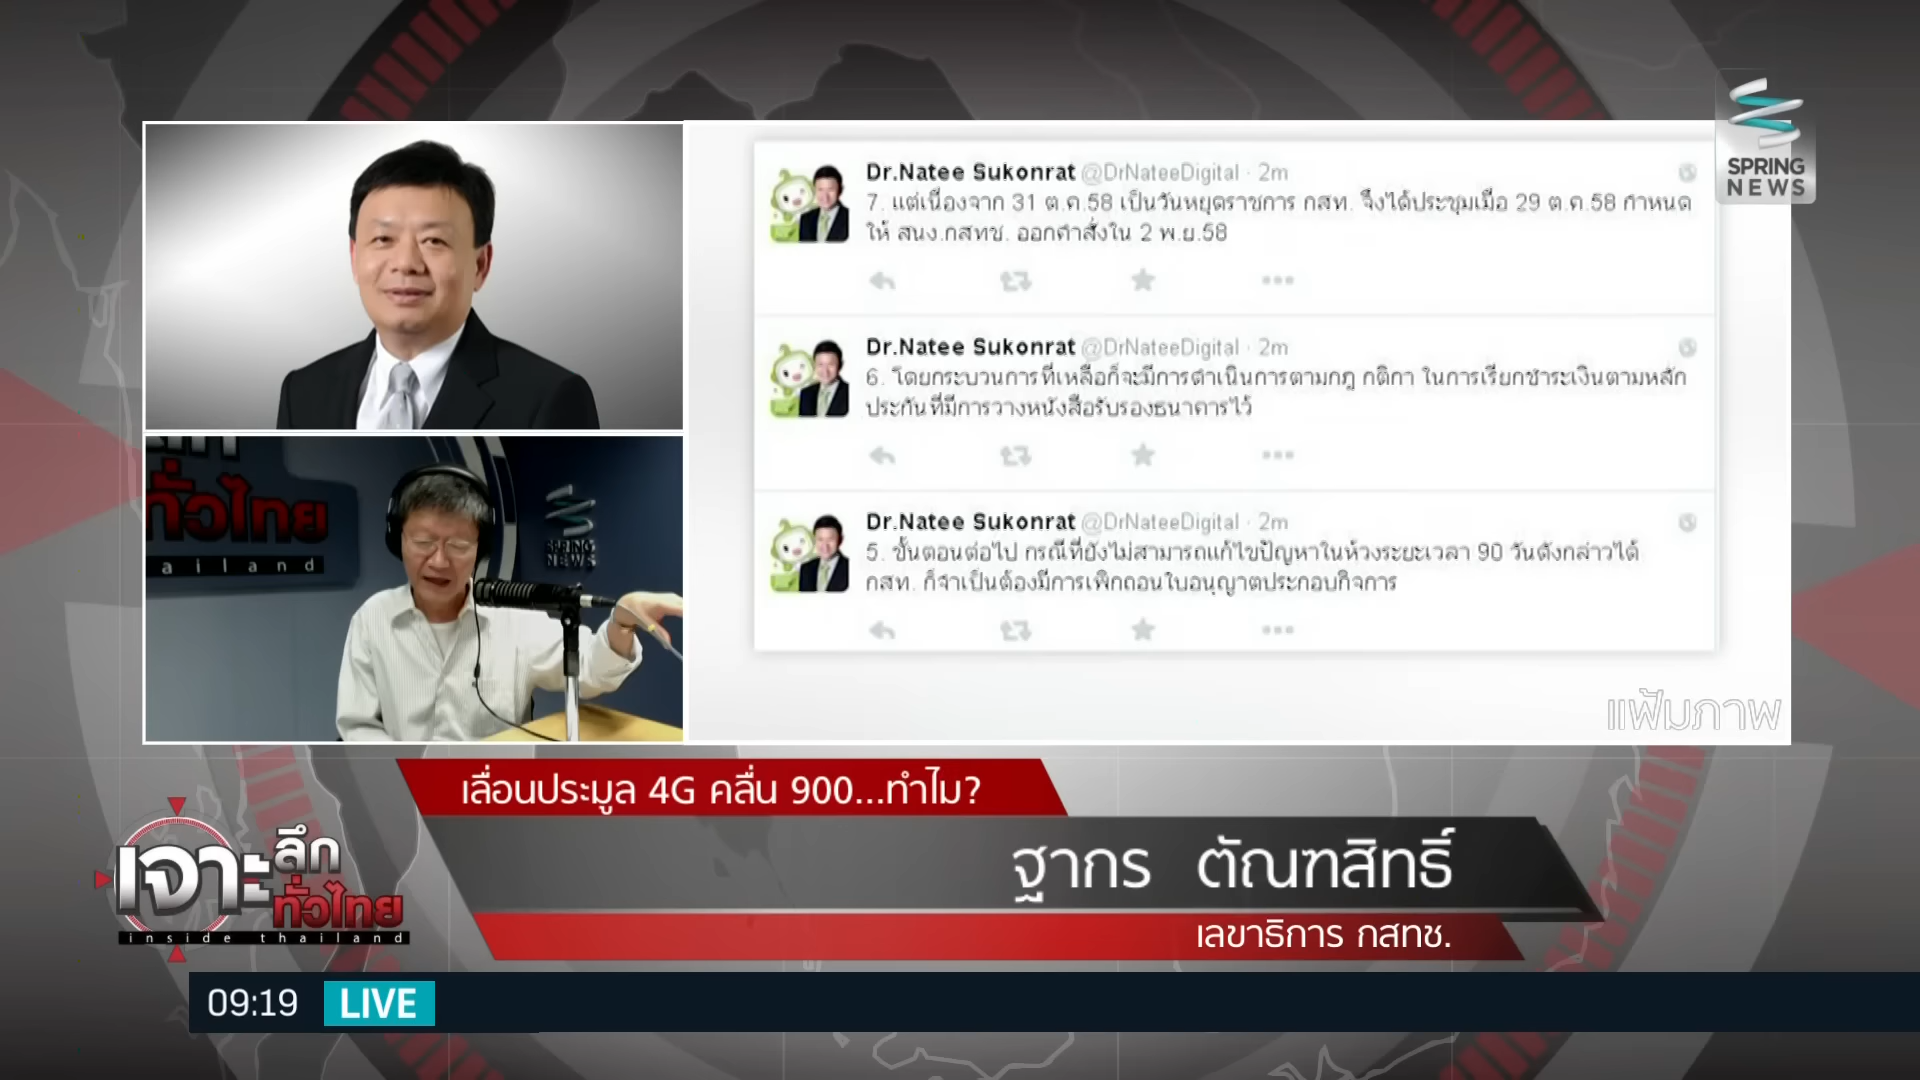 SPRING
NEWS
Dr.Natee Sukonrat @DrNateeDigital · 2m
7. แต่เนื่องจาก 31 ต.ค.58 เป็นวันหยุดราชการ กสท. จึงได้ประชุมเมื่อ 29 ต.ค.58 กำหนด
ให้ สนง.กสทช. ออกคำสั่งใน 2 พ.ย.58
Dr.Natee Sukonrat @DrNateeDigital · 2m
6. โดยกระบวนการที่เหลือก็จะมีการดำเนินการตามกฎ กติกา ในการเรียกชำระเงินตามหลัก
ประกันที่มีการวางหนังสือรับรองธนาคารไว้
Dr.Natee Sukonrat @DrNateeDigital · 2m
5. ขั้นตอนต่อไป กรณีที่ยังไม่สามารถแก้ไขปัญหาในห้วงระยะเวลา 90 วันดังกล่าวได้
กสท. ก็จำเป็นต้องมีการเพิกถอนใบอนุญาตประกอบกิจการ
ทั่วไทย
ailand
SPRING
NEWS
แฟ้มภาพ
เลื่อนประมูล 4G คลื่น 900...ทำไม?
ฐากร ตัณฑสิทธิ์
เลขาธิการ กสทช.
เจาะลึก
ทั่วไทย
inside thailand
09:19 LIVE